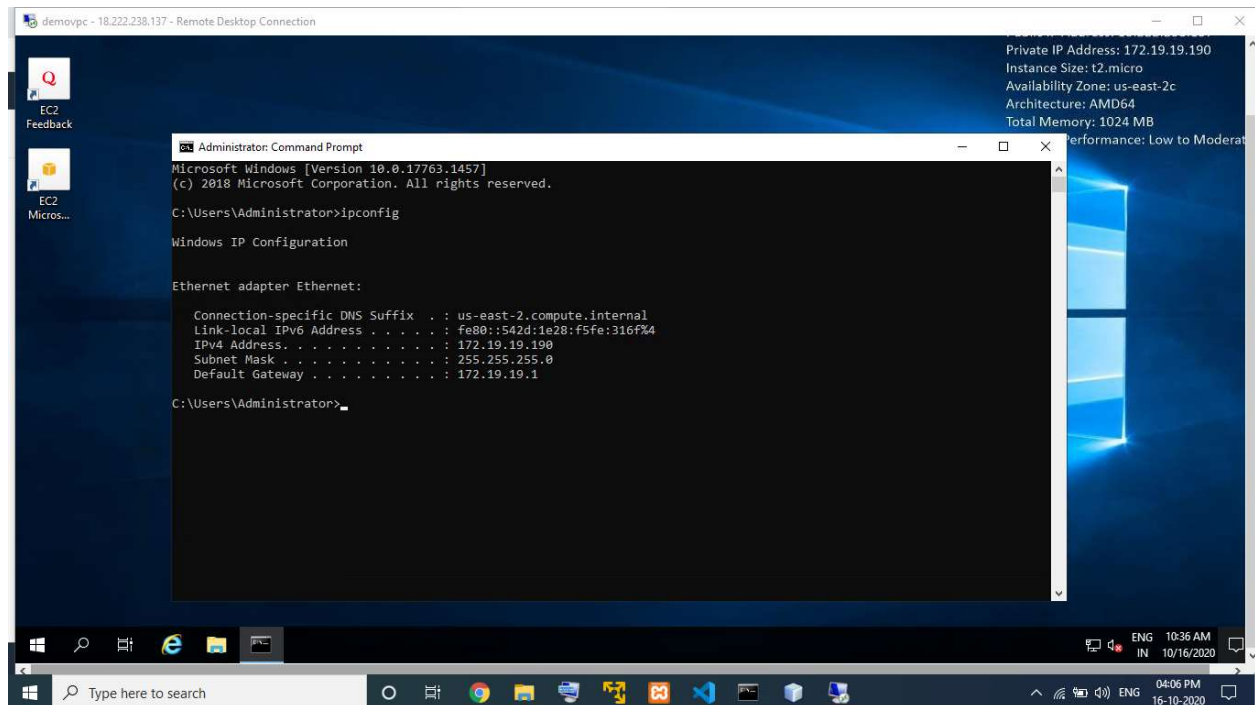 demovpc - 18.222.238.137 - Remote Desktop Connection
Private IP Address: 172.19.19.190
Instance Size: t2.micro
Availability Zone: us-east-2c
Architecture: AMD64
Total Memory: 1024 MB
Performance: Low to Moderat
Q
EC2
Feedback
EC2
Micros...
Administrator: Command Prompt
Microsoft Windows [Version 10.0.17763.1457]
(c) 2018 Microsoft Corporation. All rights reserved.
C:\Users\Administrator>ipconfig
Windows IP Configuration
Ethernet adapter Ethernet:
Connection-specific DNS Suffix . : us-east-2.compute.internal
Link-local IPv6 Address . . . . . : fe80::542d:1e28:f5fe:316f%4
IPv4 Address. . . . . . . . . . . : 172.19.19.190
Subnet Mask . . . . . . . . . . . : 255.255.255.0
Default Gateway . . . . . . . . . : 172.19.19.1
C:\Users\Administrator>
ENG 10:36 AM
IN 10/16/2020
Type here to search
ENG
04:06 PM
16-10-2020